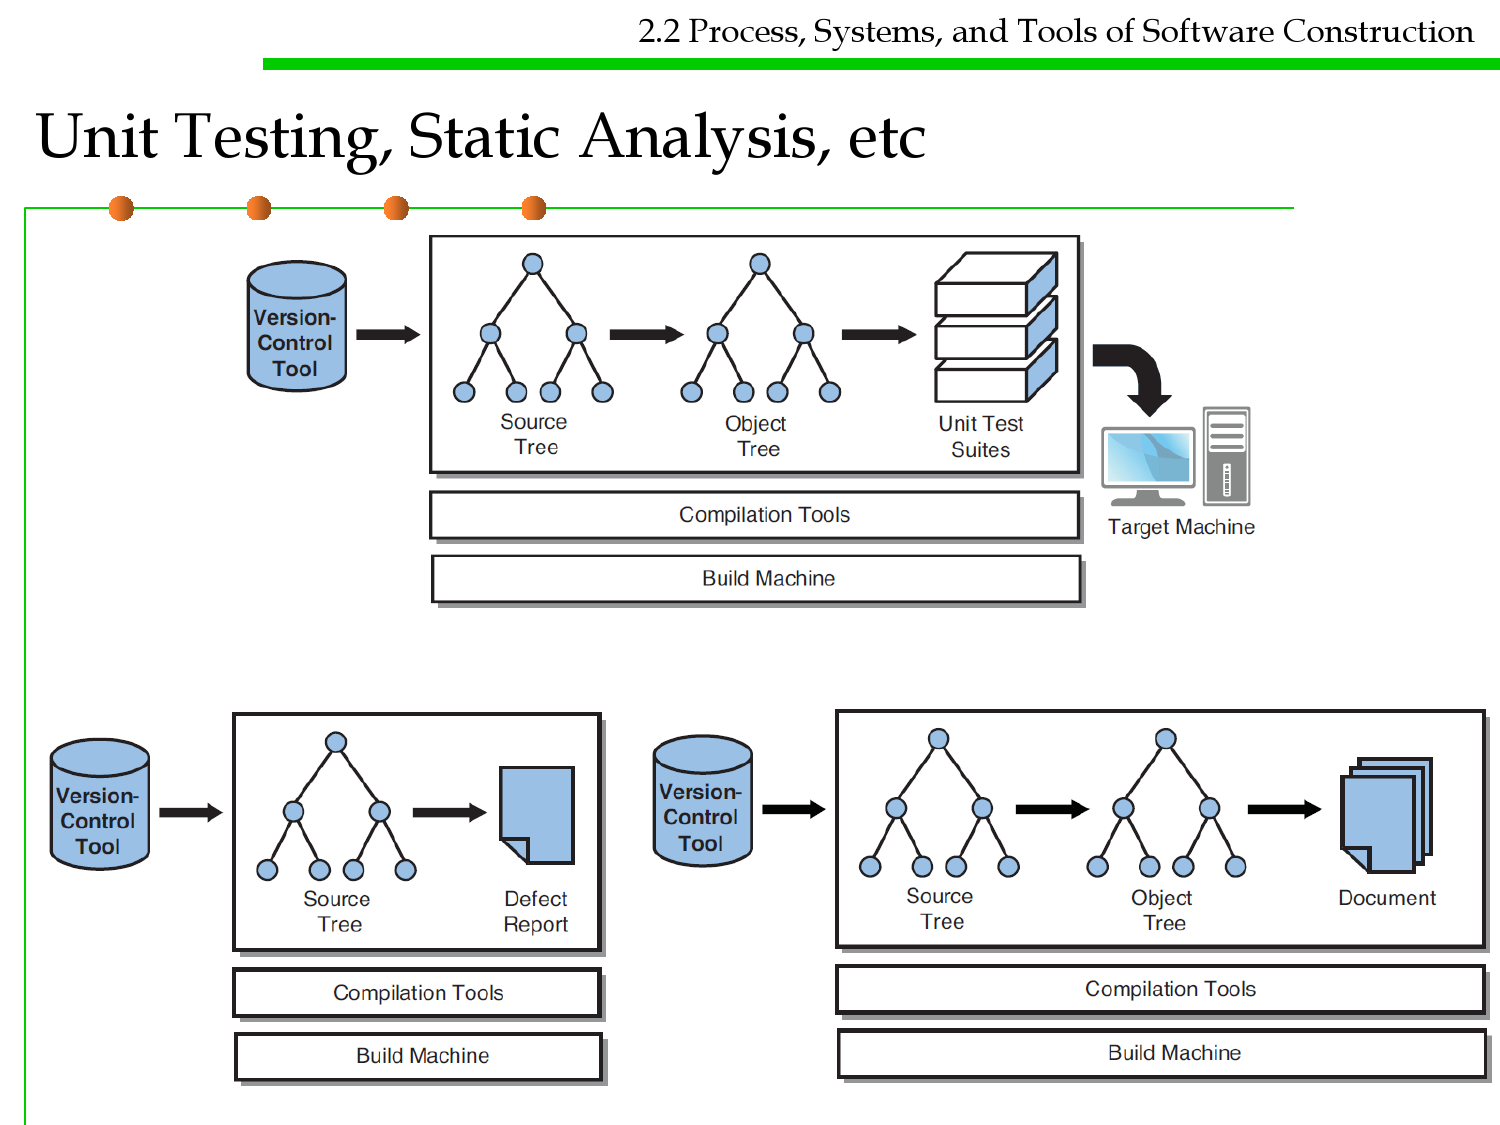 2.2 Process, Systems, and Tools of Software Construction
Unit Testing, Static Analysis, etc
Version-
Control
Tool
Source
Tree
Object
Tree
Unit Test
Suites
Target Machine
Compilation Tools
Build Machine
Version-
Control
Tool
Source
Tree
Defect
Report
Compilation Tools
Build Machine
Version-
Control
Tool
Source
Tree
Object
Tree
Document
Compilation Tools
Build Machine